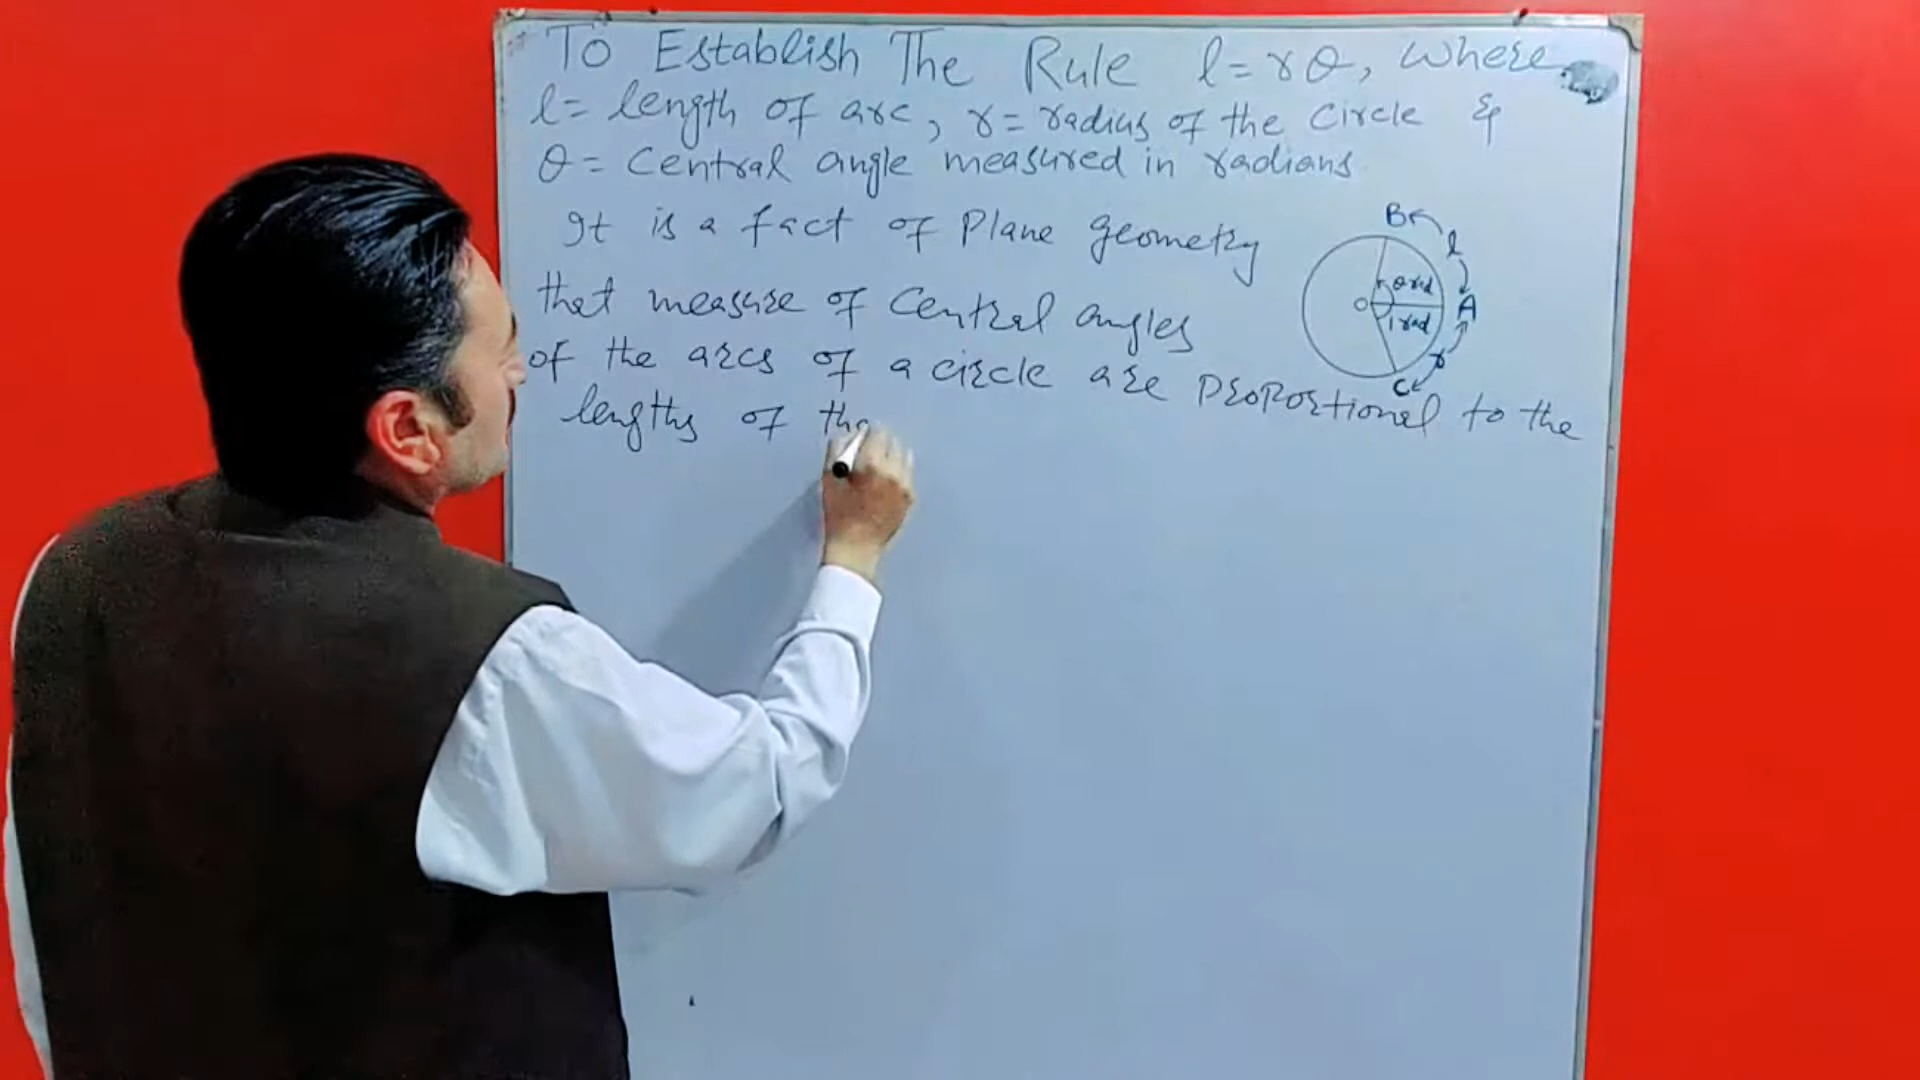 To Establish The Rule l = rθ, where
l = length of arc, r = radius of the circle &
θ = Central angle measured in radians
It is a fact of Plane geometry
that measure of Central angles
of the arcs of a circle are proportional to the
lengths of the
B
l
θ rad
O
A
1 rad
r
C